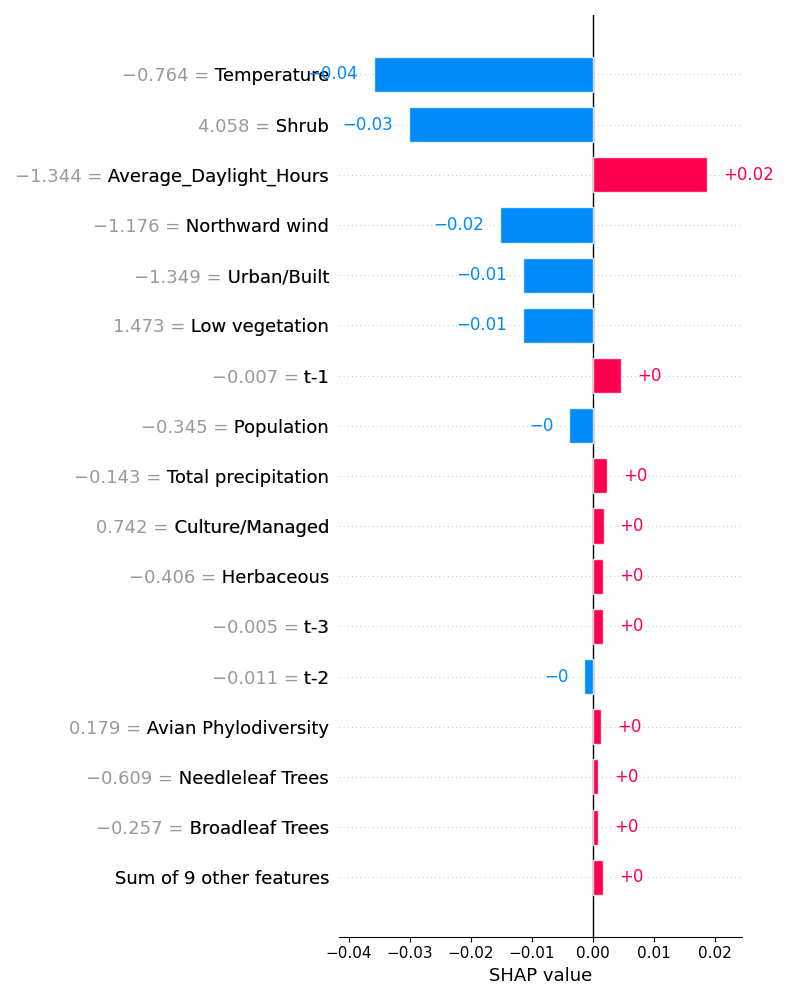 −0.764 = Temperature −0.04
4.058 = Shrub −0.03
−1.344 = Average_Daylight_Hours +0.02
−1.176 = Northward wind −0.02
−1.349 = Urban/Built −0.01
1.473 = Low vegetation −0.01
−0.007 = t-1 +0
−0.345 = Population −0
−0.143 = Total precipitation +0
0.742 = Culture/Managed +0
−0.406 = Herbaceous +0
−0.005 = t-3 +0
−0.011 = t-2 −0
0.179 = Avian Phylodiversity +0
−0.609 = Needleleaf Trees +0
−0.257 = Broadleaf Trees +0
Sum of 9 other features +0
−0.04 −0.03 −0.02 −0.01 0.00 0.01 0.02
SHAP value